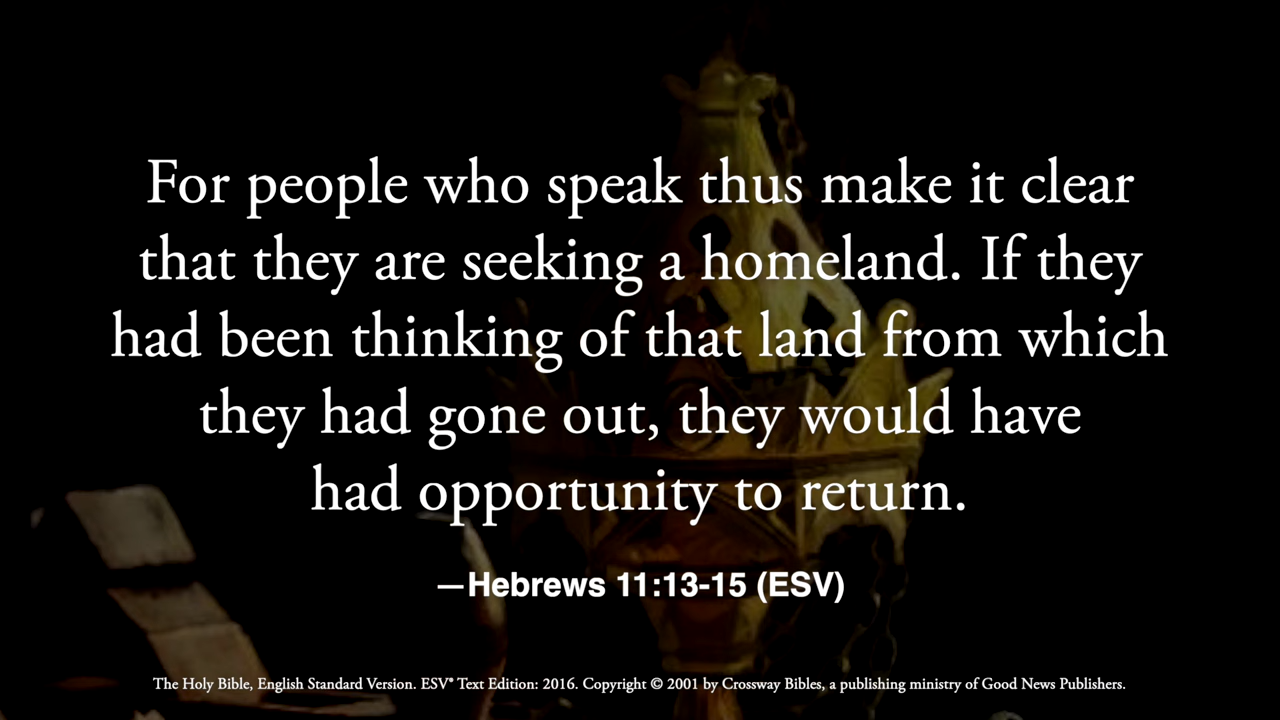 For people who speak thus make it clear
that they are seeking a homeland. If they
had been thinking of that land from which
they had gone out, they would have
had opportunity to return.
—Hebrews 11:13-15 (ESV)
The Holy Bible, English Standard Version. ESV® Text Edition: 2016. Copyright © 2001 by Crossway Bibles, a publishing ministry of Good News Publishers.